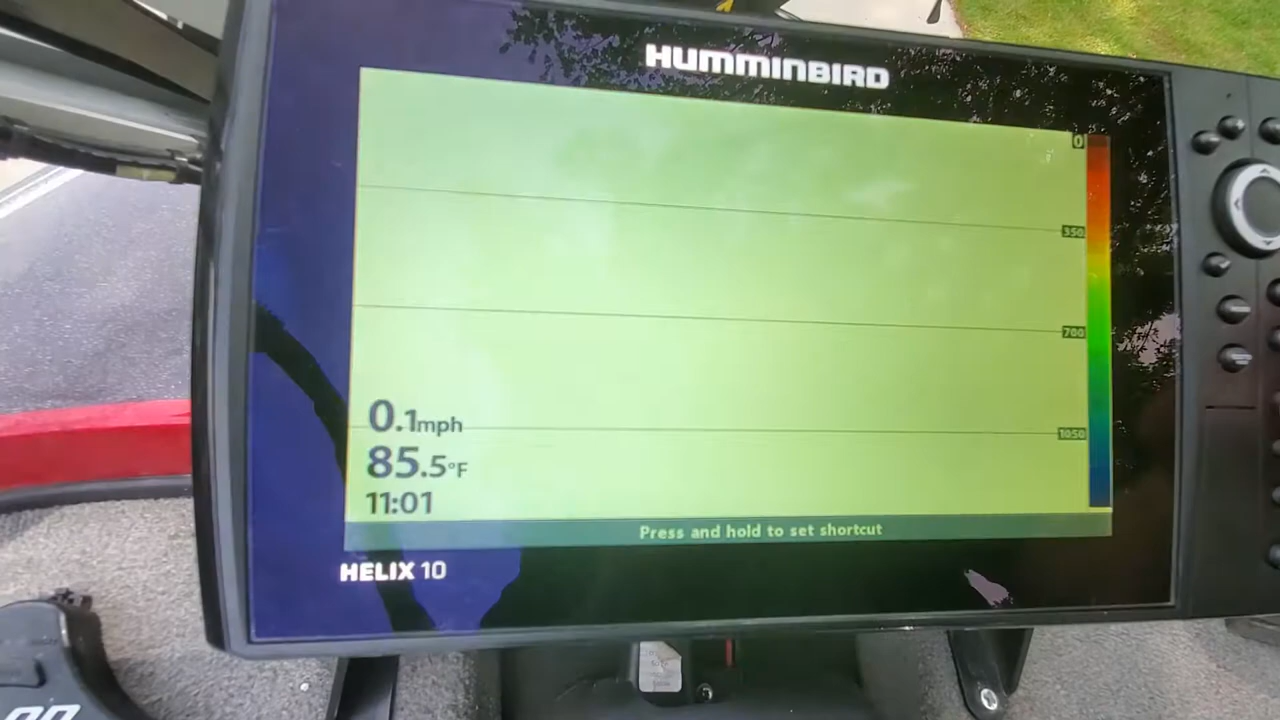 HUMMINBIRD
0
350
700
1050
0.1mph
85.5°F
11:01
Press and hold to set shortcut
HELIX 10